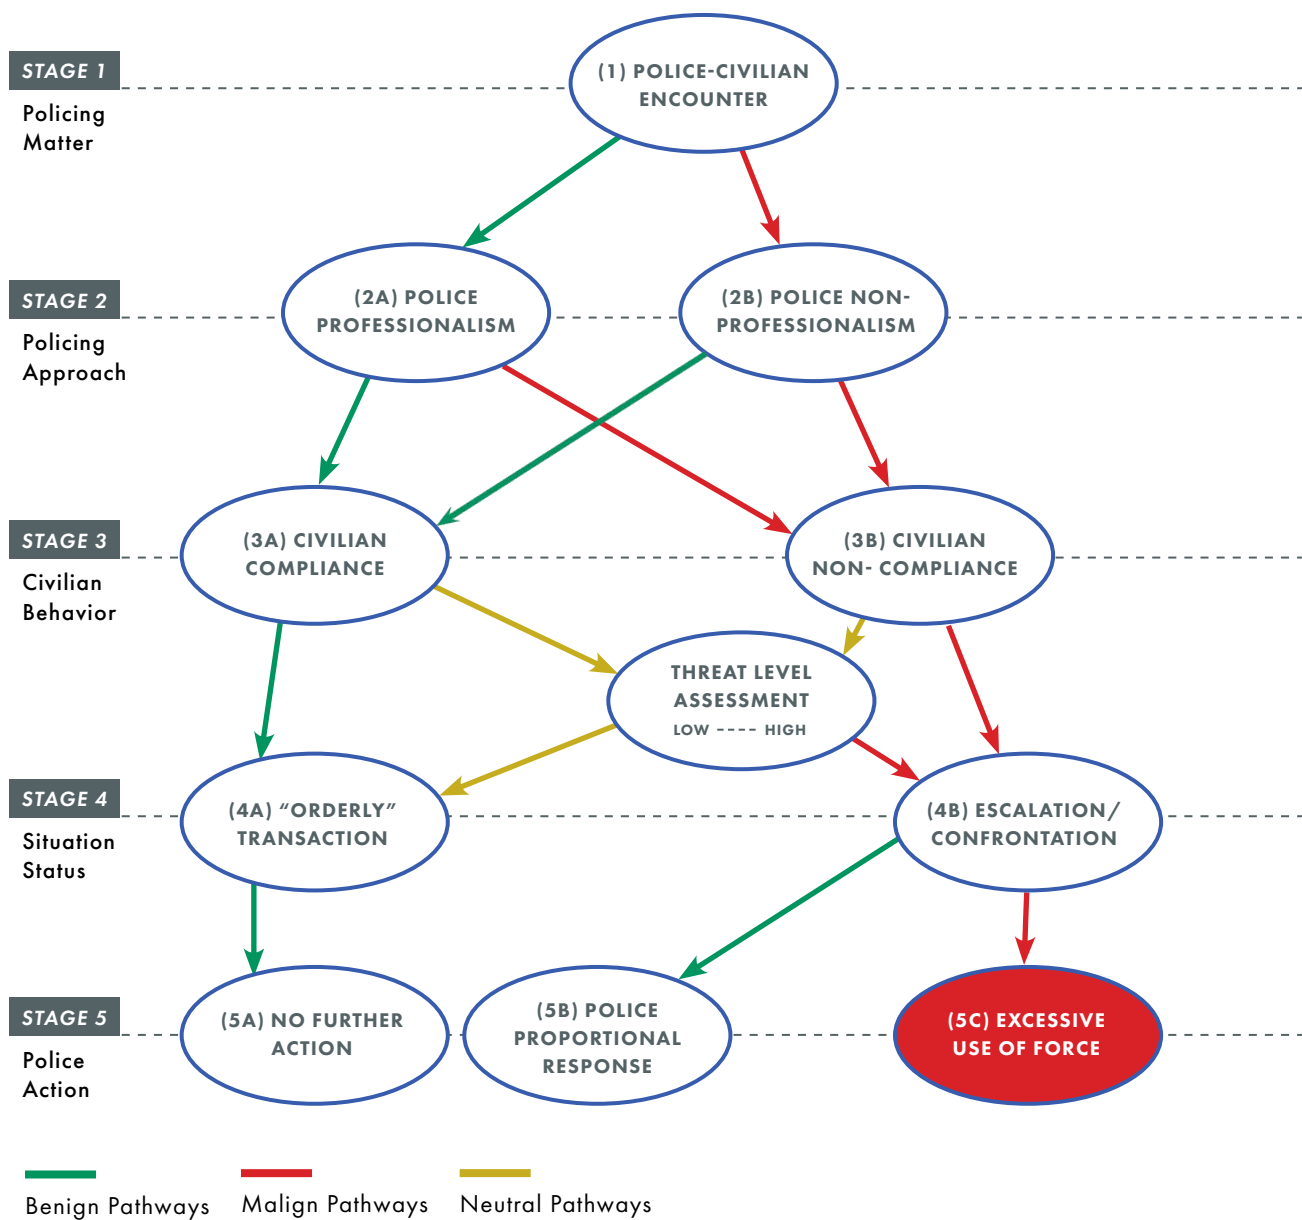 STAGE 1
Policing
Matter
(1) POLICE-CIVILIAN
ENCOUNTER
STAGE 2
Policing
Approach
(2A) POLICE
PROFESSIONALISM
(2B) POLICE NON-
PROFESSIONALISM
STAGE 3
Civilian
Behavior
(3A) CIVILIAN
COMPLIANCE
(3B) CIVILIAN
NON- COMPLIANCE
THREAT LEVEL
ASSESSMENT
LOW ---- HIGH
STAGE 4
Situation
Status
(4A) “ORDERLY”
TRANSACTION
(4B) ESCALATION/
CONFRONTATION
STAGE 5
Police
Action
(5A) NO FURTHER
ACTION
(5B) POLICE
PROPORTIONAL
RESPONSE
(5C) EXCESSIVE
USE OF FORCE
Benign Pathways
Malign Pathways
Neutral Pathways